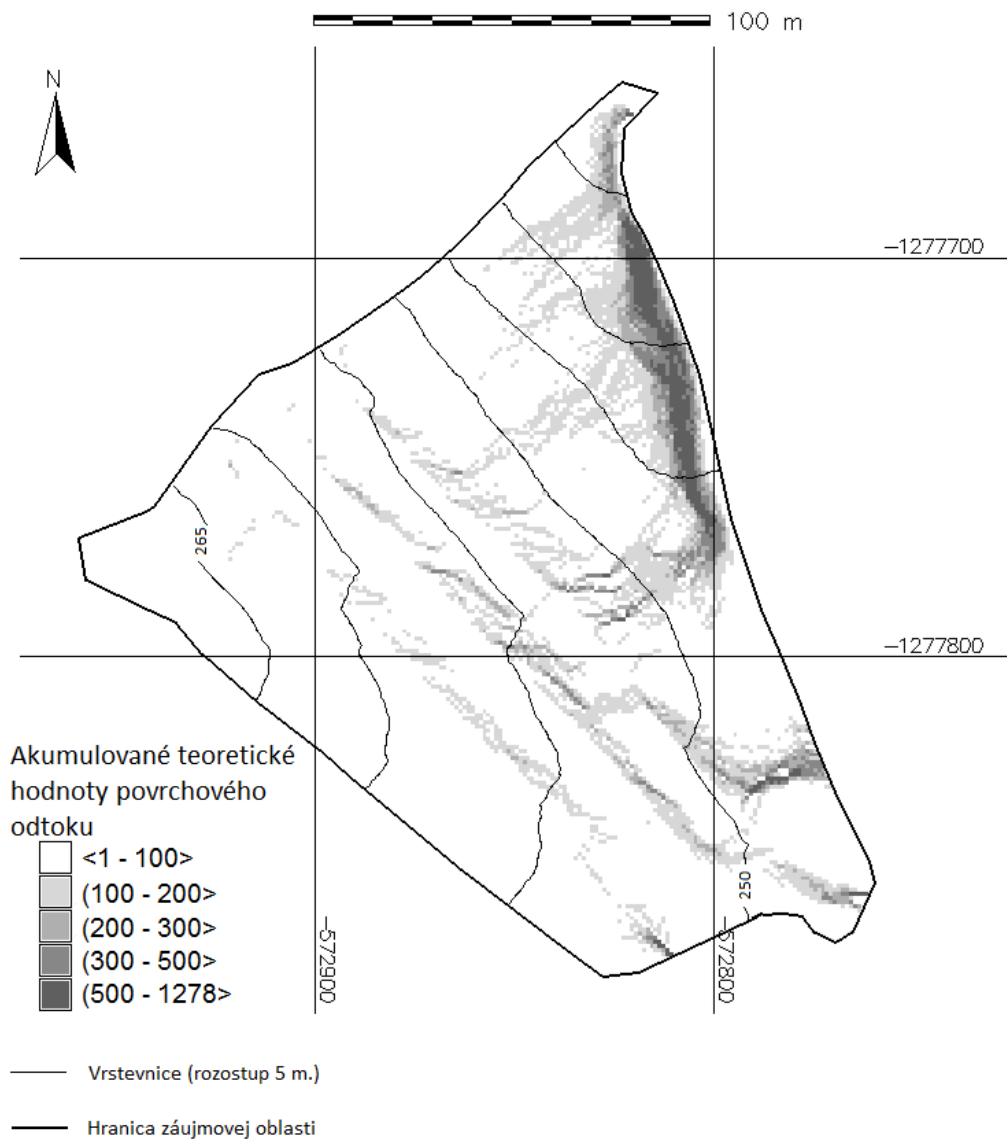 100 m
N
−1277700
265
−1277800
Akumulované teoretické
hodnoty povrchového
odtoku
<1 - 100>
(100 - 200>
(200 - 300>
(300 - 500>
(500 - 1278>
250
−572900
−572800
Vrstevnice (rozostup 5 m.)
Hranica záujmovej oblasti